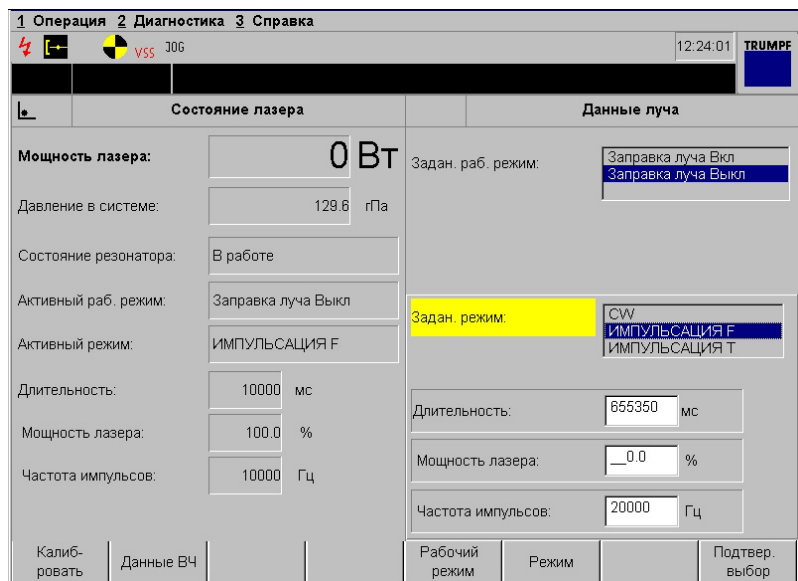 1 Операция 2 Диагностика 3 Справка
VSS JOG 12:24:01 TRUMPF
Состояние лазера
Данные луча
Мощность лазера: 0 Вт
Давление в системе: 129.6 гПа
Состояние резонатора: В работе
Активный раб. режим: Заправка луча Выкл
Активный режим: ИМПУЛЬСАЦИЯ F
Длительность: 10000 мс
Мощность лазера: 100.0 %
Частота импульсов: 10000 Гц
Задан. раб. режим: Заправка луча Вкл
Заправка луча Выкл
Задан. режим: CW
ИМПУЛЬСАЦИЯ F
ИМПУЛЬСАЦИЯ T
Длительность: 655350 мс
Мощность лазера: __0.0 %
Частота импульсов: 20000 Гц
Калиб-
ровать
Данные ВЧ
Рабочий
режим
Режим
Подтвер.
выбор